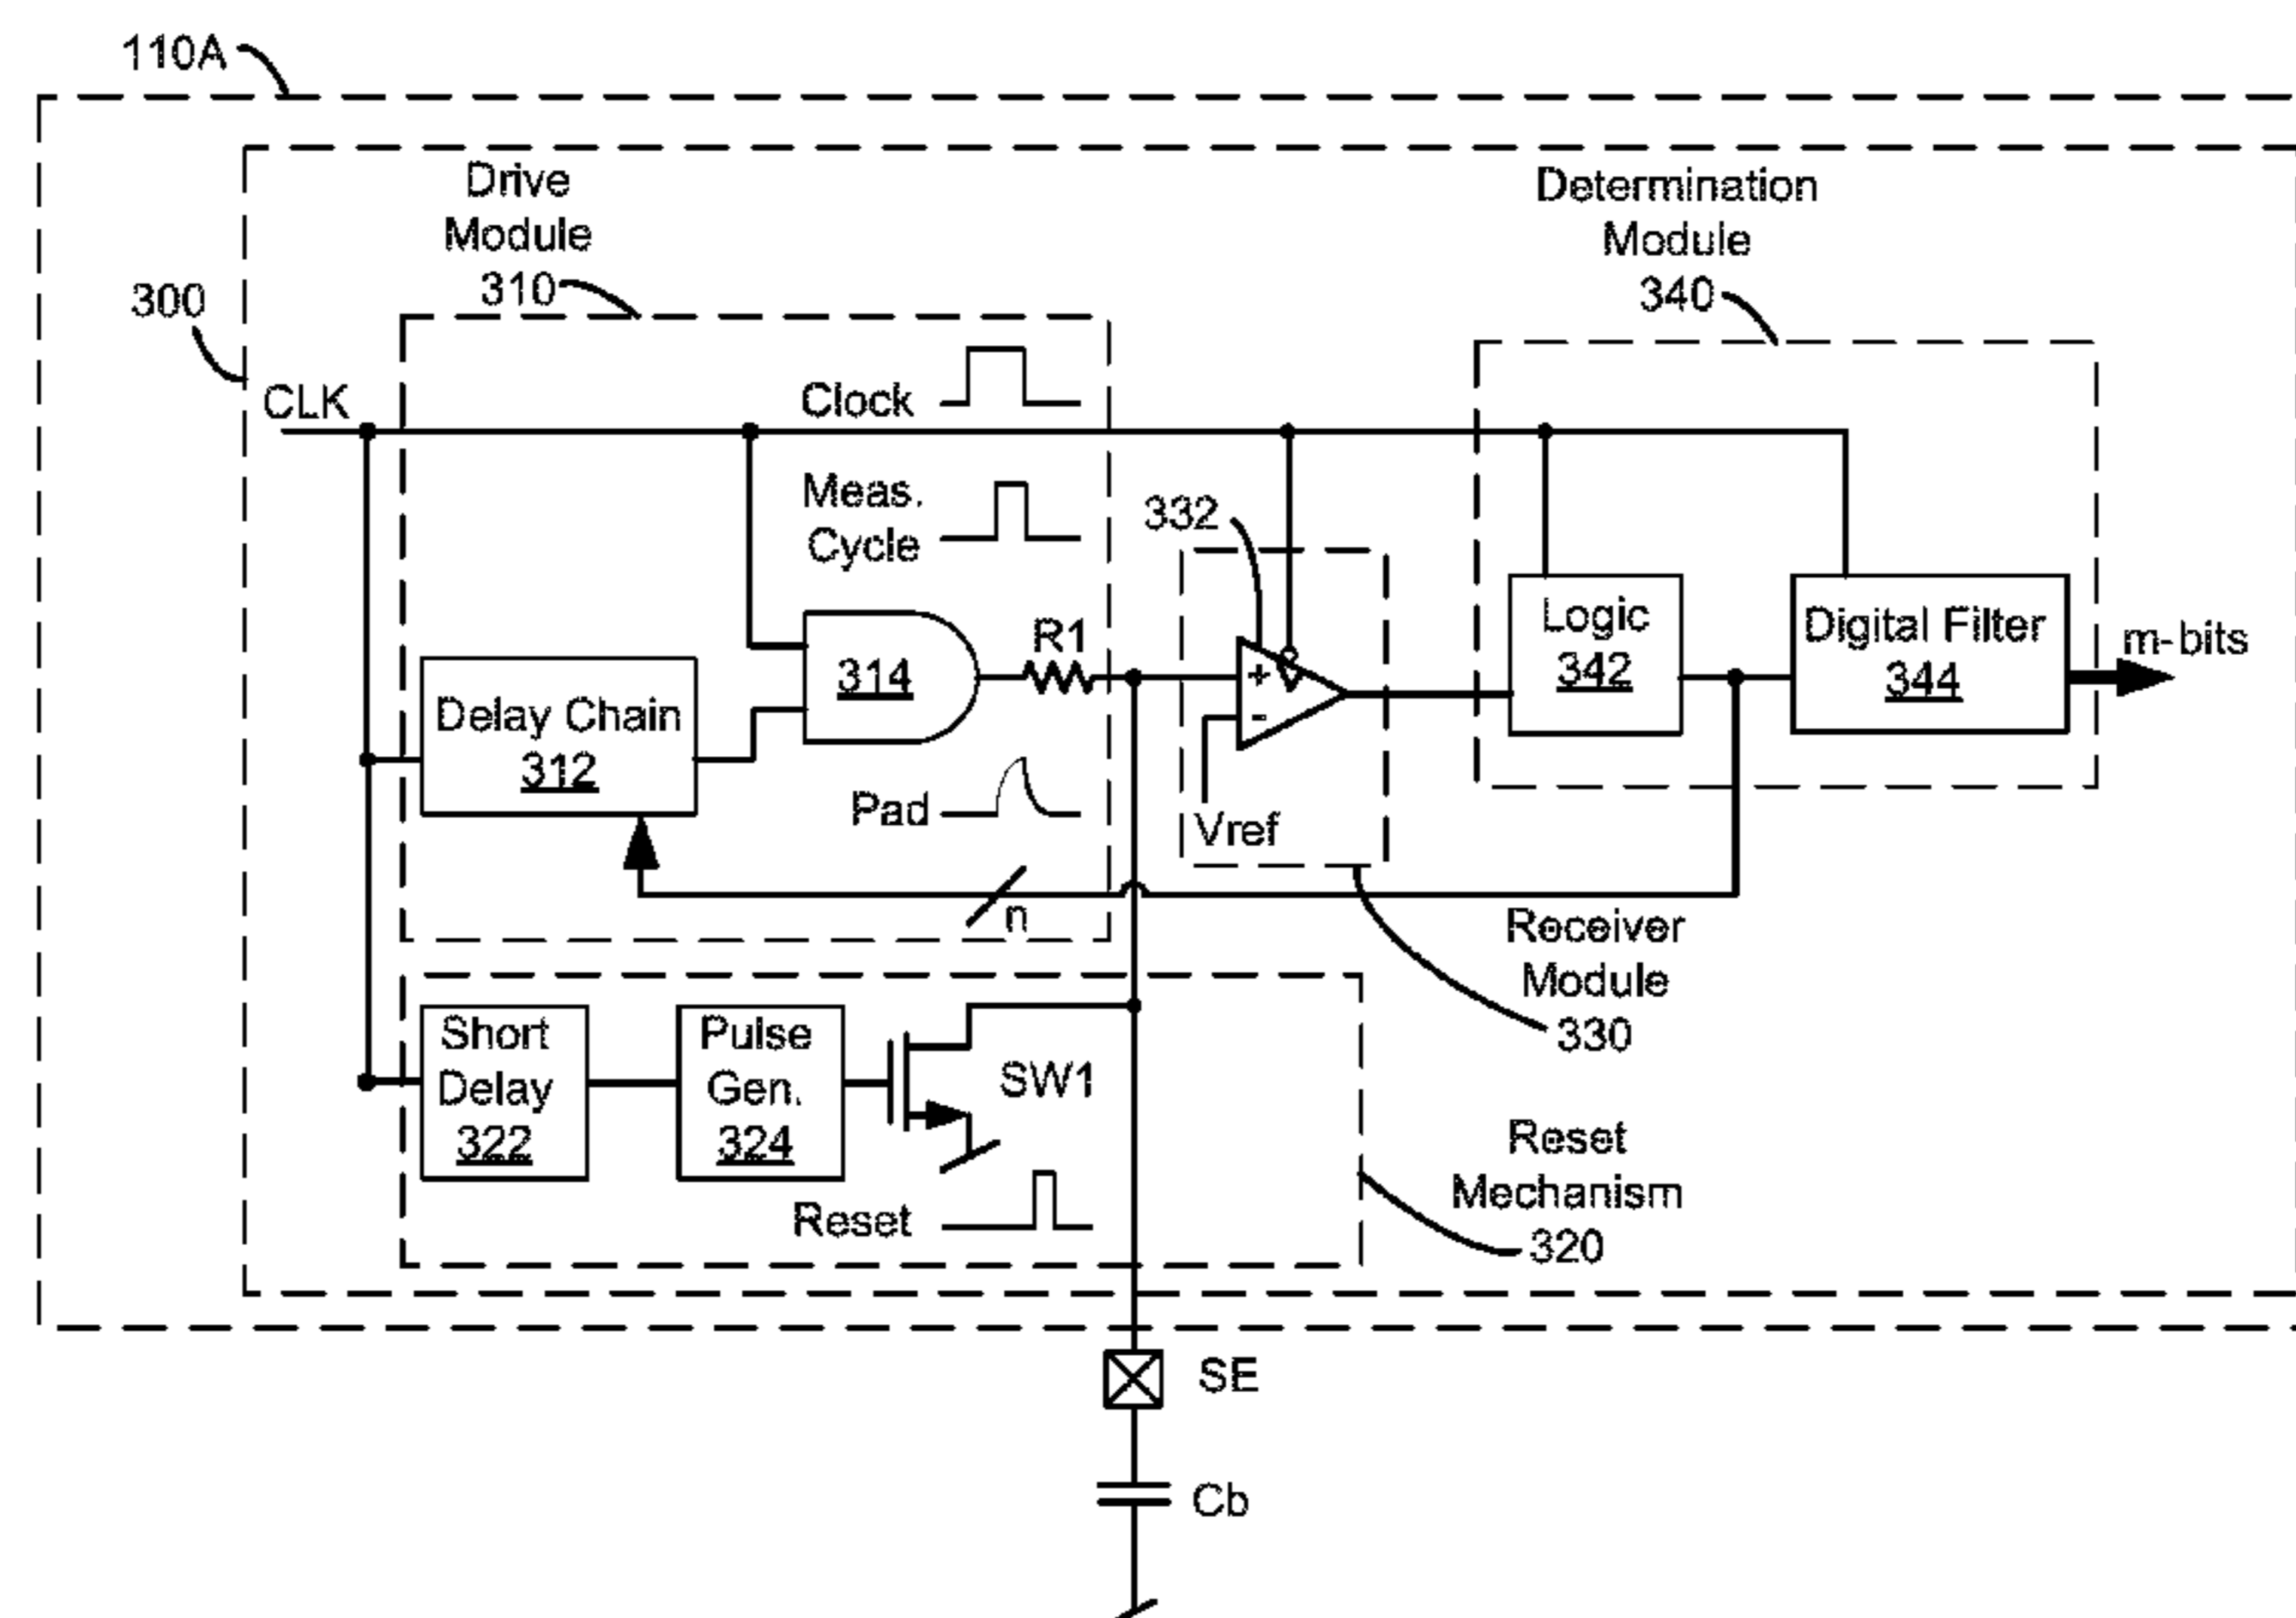 110A
Drive
Module
310
Determination
Module
340
300
CLK
Clock
Meas.
Cycle
332
R1
314
Logic
342
Digital Filter
344
m-bits
Delay Chain
312
+
-
Pad
Vref
n
Receiver
Module
330
Short
Delay
322
Pulse
Gen.
324
SW1
Reset
Reset
Mechanism
320
SE
Cb